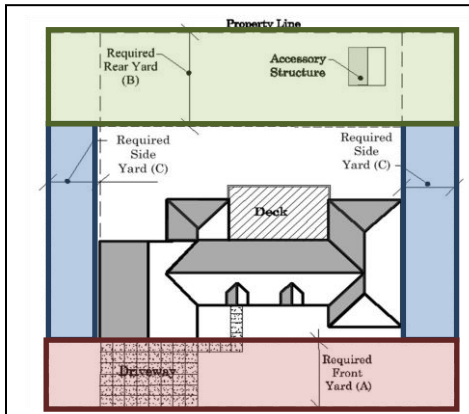 Property Line
Required
Rear Yard
(B)
Accessory
Structure
Required
Side
Yard (C)
Required
Side
Yard (C)
Deck
Driveway
Required
Front
Yard (A)